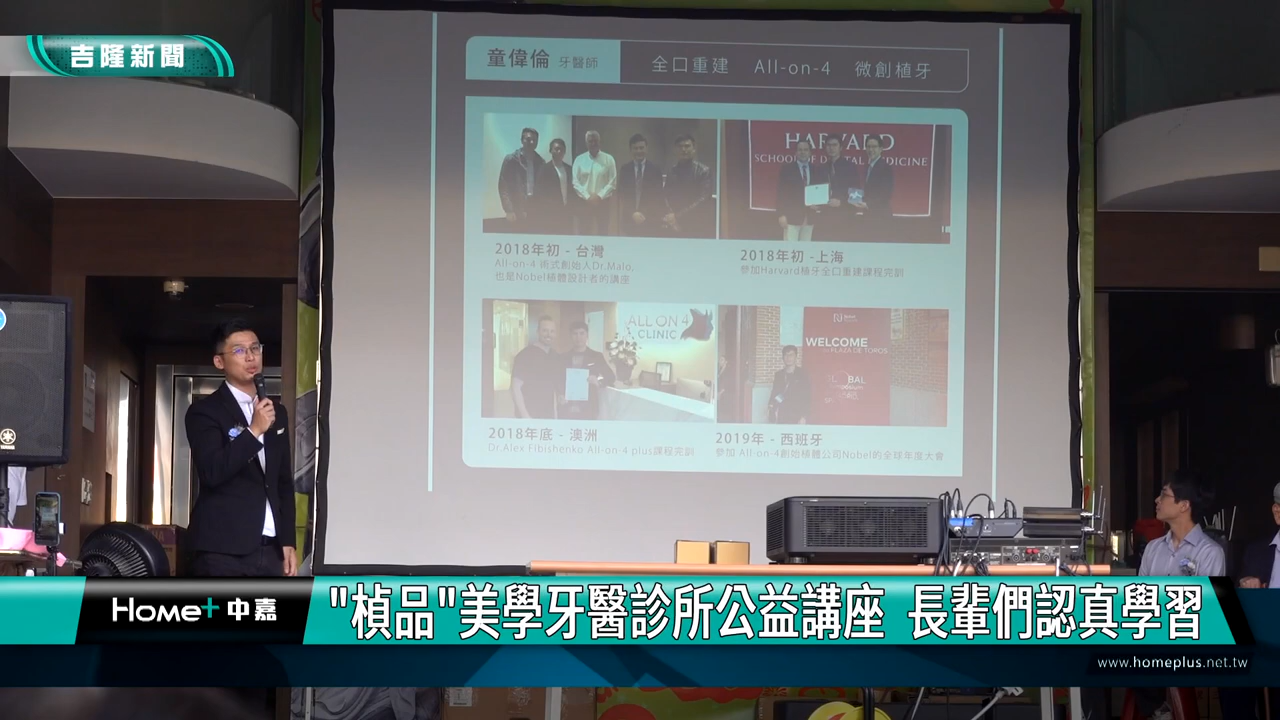 吉隆新聞
童偉倫 牙醫師
全口重建 All-on-4 微創植牙
HARVARD
SCHOOL OF DENTAL MEDICINE
2018年初 - 台灣
All-on-4 術式創始人Dr.Malo,
也是Nobel植體設計者的講座
2018年初 -上海
參加Harvard植牙全口重建課程完訓
ALL ON 4
CLINIC
WELCOME
PLAZA DE TOROS
2018年底 - 澳洲
Dr.Alex Fibishenko All-on-4 plus課程完訓
2019年 - 西班牙
參加 All-on-4創始植體公司Nobel的全球年度大會
YAMAHA
Home+ 中嘉
"楨品"美學牙醫診所公益講座 長輩們認真學習
www.homeplus.net.tw